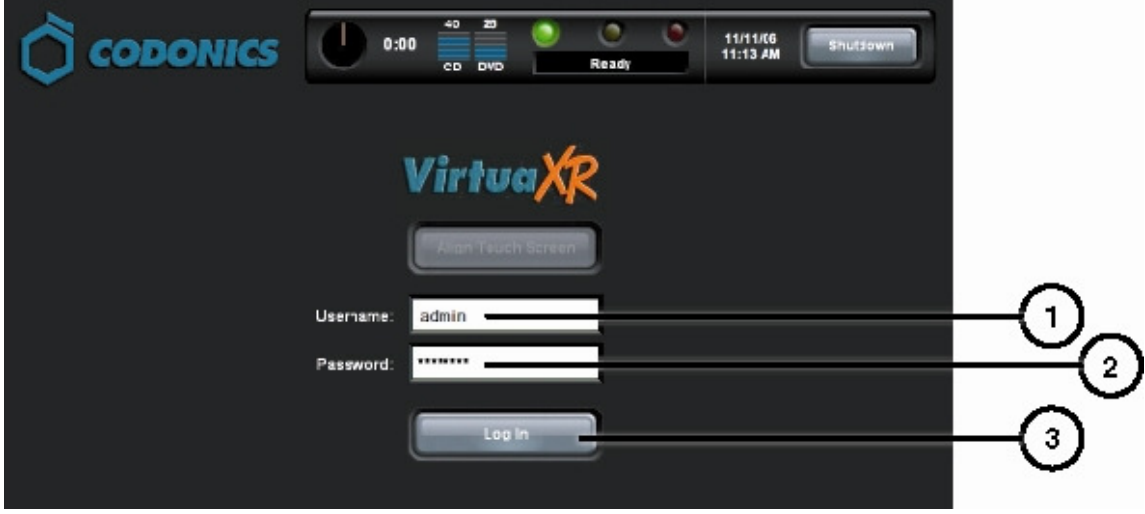 CODONICS
0:00
40 25
CD DVD
Ready
11/11/06
11:13 AM
Shutdown
VirtuaXR
Align Touch Screen
Username: admin
1
Password: ********
2
Log In
3